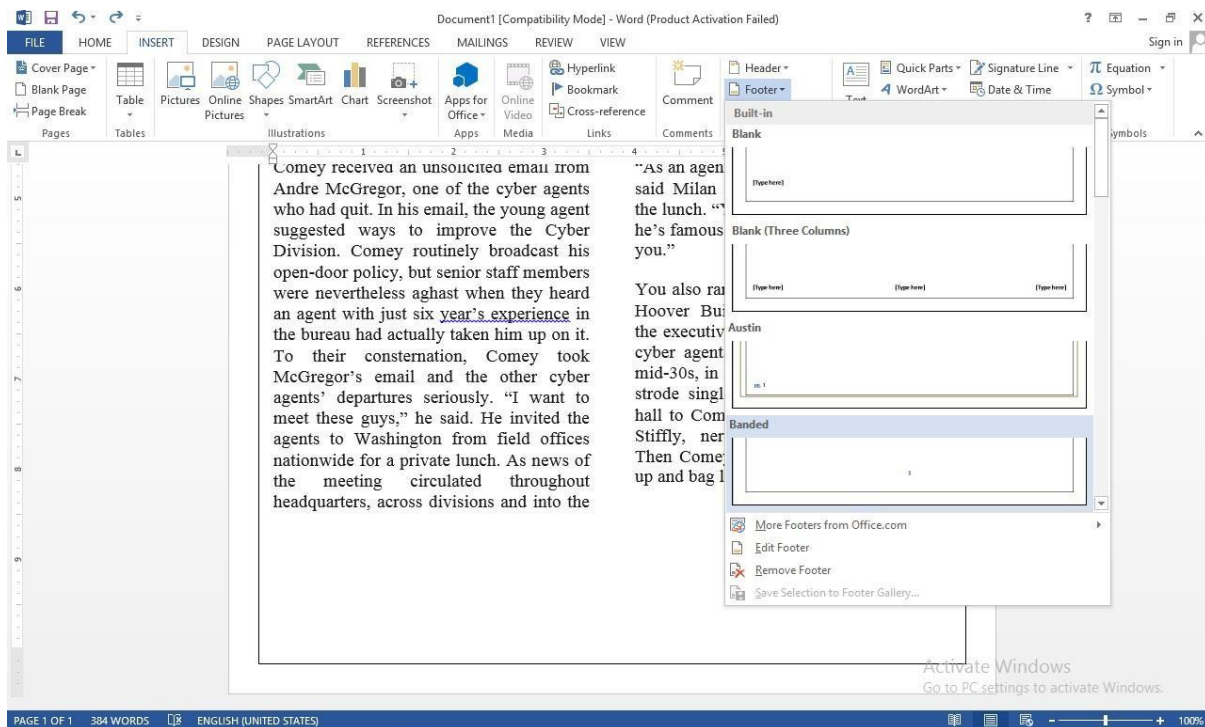 Document1 [Compatibility Mode] - Word (Product Activation Failed)
FILE HOME INSERT DESIGN PAGE LAYOUT REFERENCES MAILINGS REVIEW VIEW Sign in
Cover Page
Blank Page
Page Break
Pages
Table
Tables
Pictures
Online Pictures
Shapes
SmartArt
Chart
Screenshot
Illustrations
Apps for Office
Apps
Online Video
Media
Hyperlink
Bookmark
Cross-reference
Links
Comment
Comments
Header
Footer
Text
Quick Parts
WordArt
Signature Line
Date & Time
Equation
Symbol
Comey received an unsolicited email from
Andre McGregor, one of the cyber agents
who had quit. In his email, the young agent
suggested ways to improve the Cyber
Division. Comey routinely broadcast his
open-door policy, but senior staff members
were nevertheless aghast when they heard
an agent with just six year’s experience in
the bureau had actually taken him up on it.
To their consternation, Comey took
McGregor’s email and the other cyber
agents’ departures seriously. “I want to
meet these guys,” he said. He invited the
agents to Washington from field offices
nationwide for a private lunch. As news of
the meeting circulated throughout
headquarters, across divisions and into the
“As an agen
said Milan
the lunch. “
he’s famous
you.”
You also ra
Hoover Bui
the executiv
cyber agent
mid-30s, in
strode singl
hall to Com
Stiffly, ner
Then Come
up and bag l
Built-in
Blank
[Type here]
Blank (Three Columns)
[Type here] [Type here] [Type here]
Austin
Banded
1
More Footers from Office.com
Edit Footer
Remove Footer
Save Selection to Footer Gallery...
Activate Windows
Go to PC settings to activate Windows.
PAGE 1 OF 1 384 WORDS ENGLISH (UNITED STATES) 100%